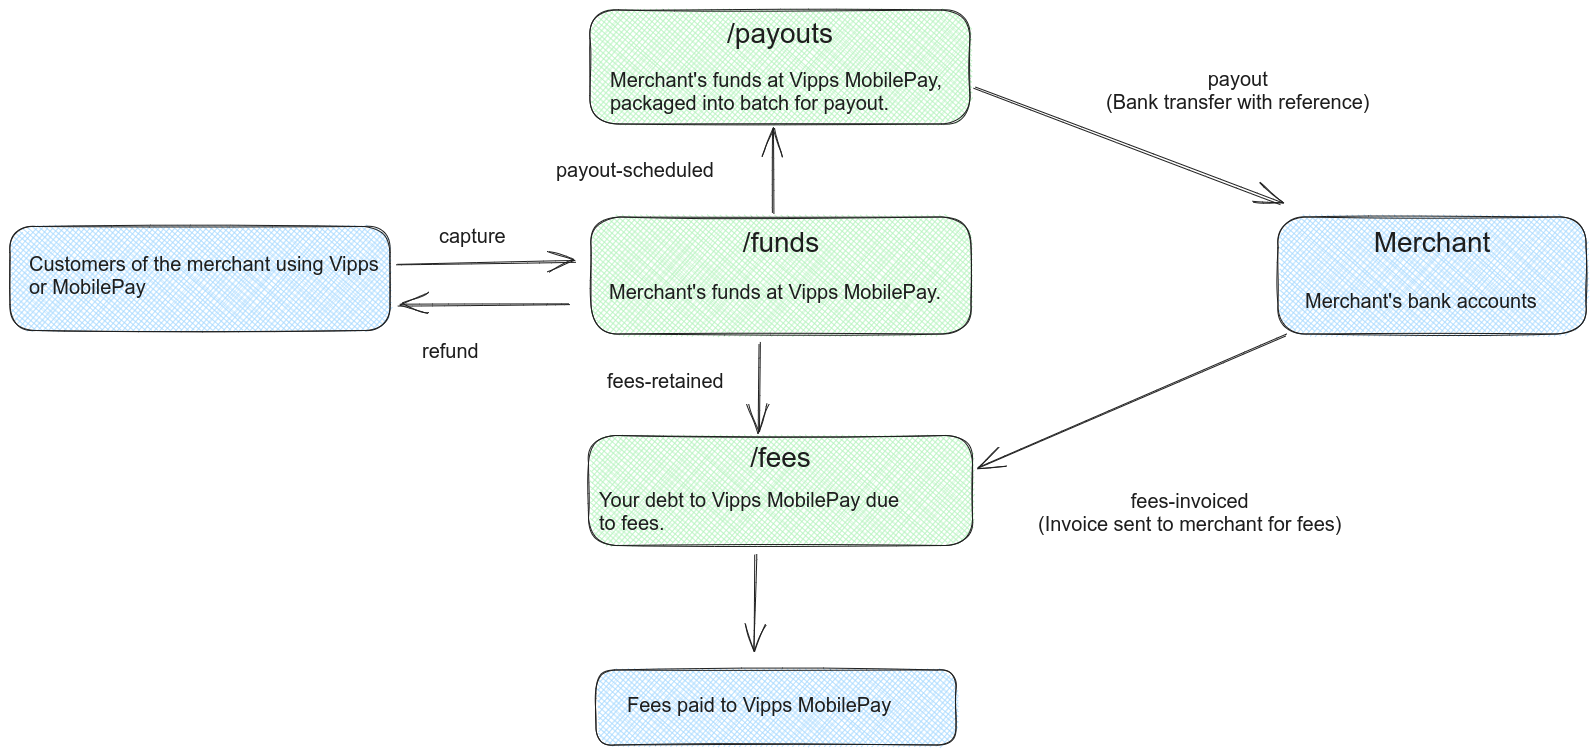 /payouts
Merchant's funds at Vipps MobilePay,
packaged into batch for payout.
payout
(Bank transfer with reference)
payout-scheduled
capture
Customers of the merchant using Vipps
or MobilePay
refund
/funds
Merchant's funds at Vipps MobilePay.
Merchant
Merchant's bank accounts
fees-retained
/fees
Your debt to Vipps MobilePay due
to fees.
fees-invoiced
(Invoice sent to merchant for fees)
Fees paid to Vipps MobilePay